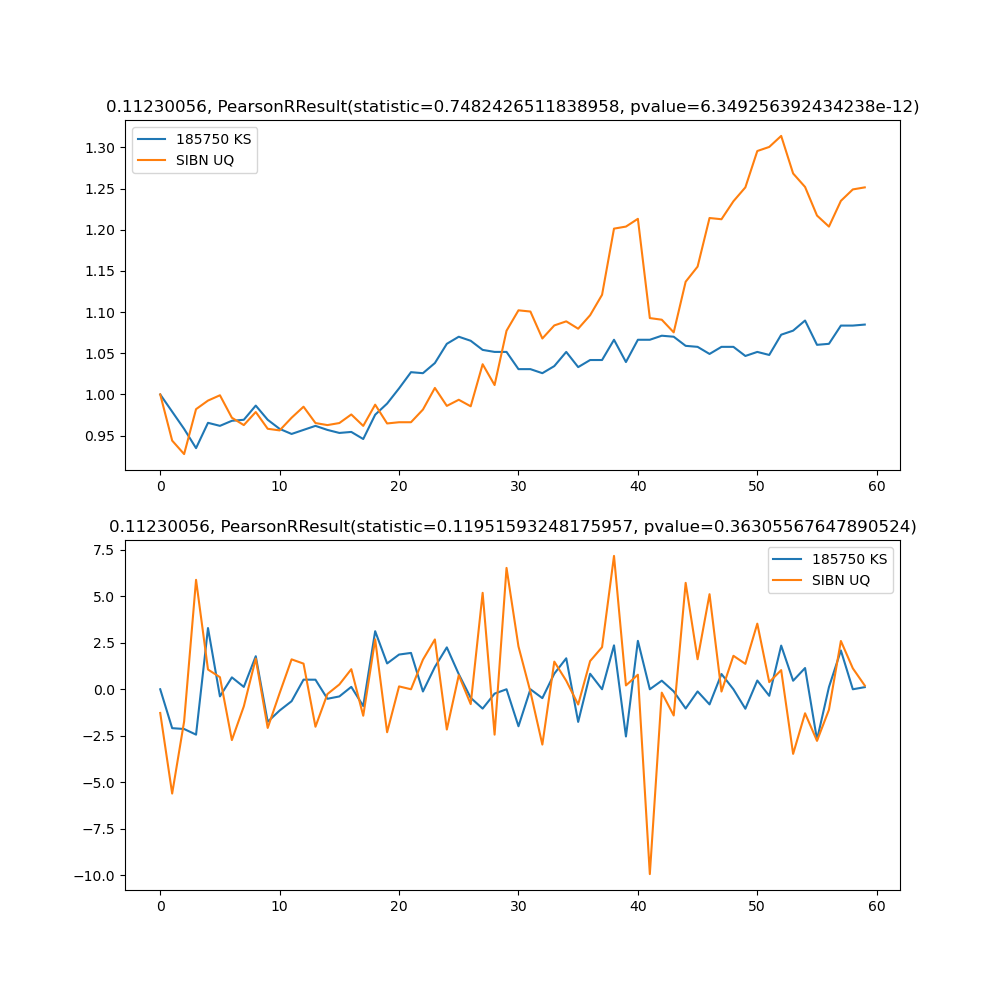 0.11230056, PearsonRResult(statistic=0.7482426511838958, pvalue=6.349256392434238e-12)
185750 KS
SIBN UQ
1.30
1.25
1.20
1.15
1.10
1.05
1.00
0.95
0 10 20 30 40 50 60
0.11230056, PearsonRResult(statistic=0.11951593248175957, pvalue=0.36305567647890524)
185750 KS
SIBN UQ
7.5
5.0
2.5
0.0
−2.5
−5.0
−7.5
−10.0
0 10 20 30 40 50 60